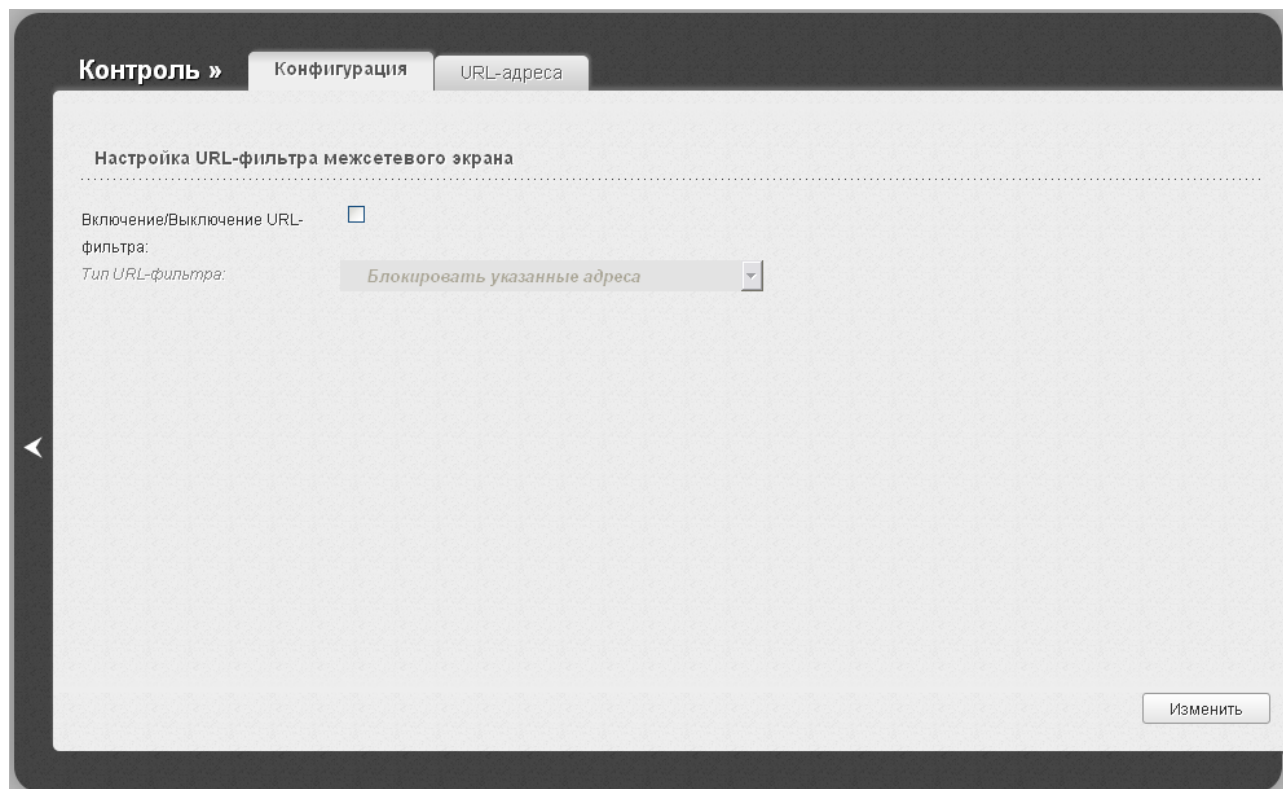 Контроль » Конфигурация URL-адреса
Настройка URL-фильтра межсетевого экрана
Включение/Выключение URL-
фильтра:
Тип URL-фильтра: Блокировать указанные адреса
Изменить